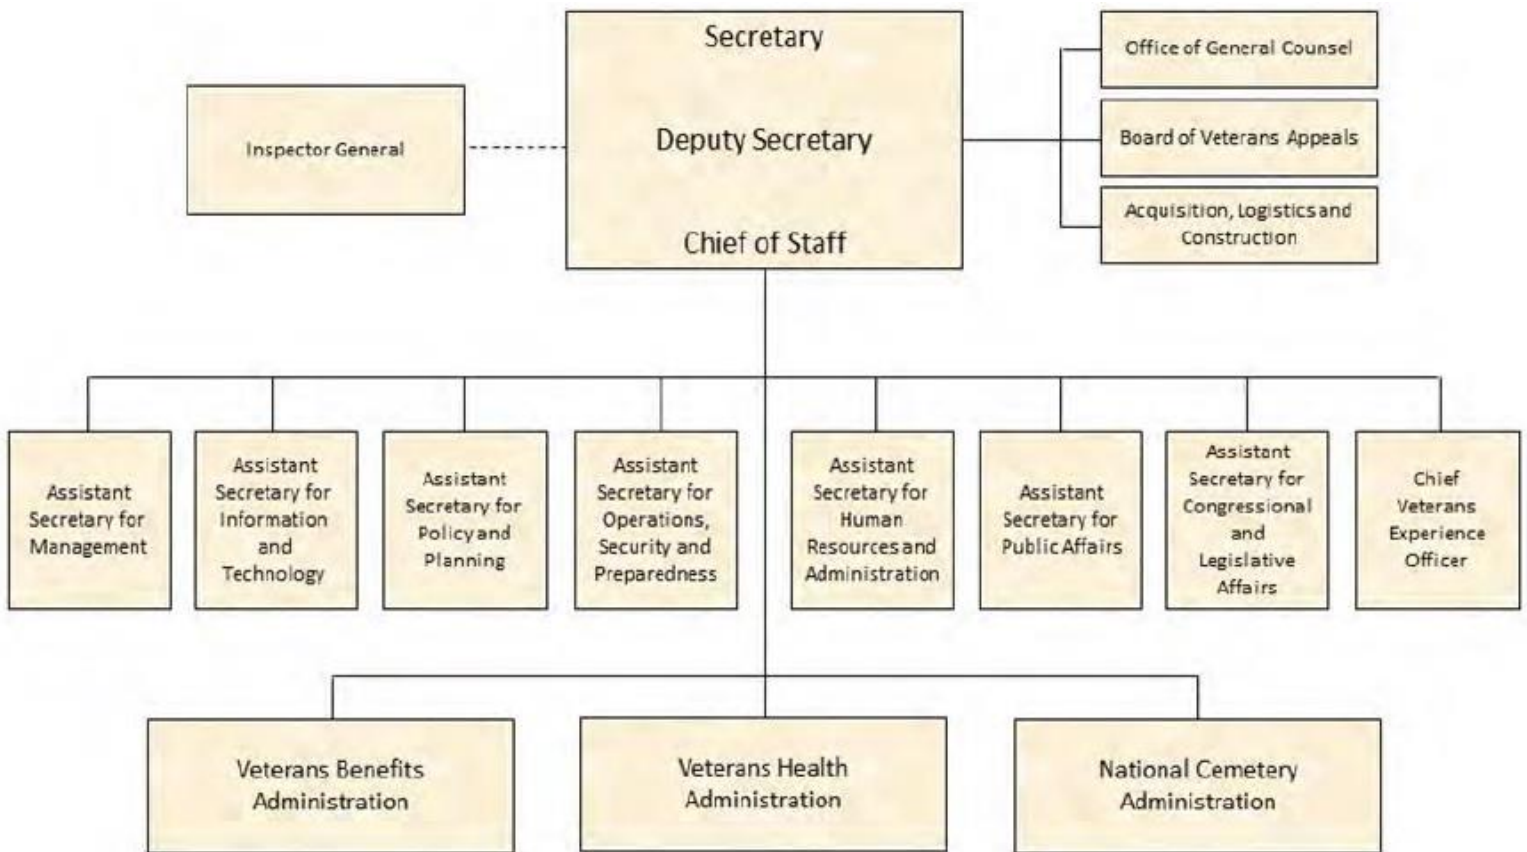 Secretary
Deputy Secretary
Chief of Staff
Inspector General
Office of General Counsel
Board of Veterans Appeals
Acquisition, Logistics and
Construction
Assistant
Secretary for
Management
Assistant
Secretary for
Information
and
Technology
Assistant
Secretary for
Policy and
Planning
Assistant
Secretary for
Operations,
Security and
Preparedness
Assistant
Secretary for
Human
Resources and
Administration
Assistant
Secretary for
Public Affairs
Assistant
Secretary for
Congressional
and
Legislative
Affairs
Chief
Veterans
Experience
Officer
Veterans Benefits
Administration
Veterans Health
Administration
National Cemetery
Administration